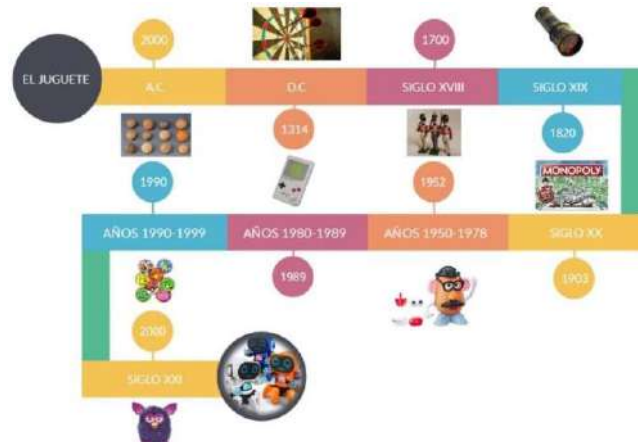 2000
1700
EL JUGUETE
A.C.
D.C
SIGLO XVIII
SIGLO XIX
1314
1820
1990
1952
MONOPOLY
AÑOS 1990-1999
AÑOS 1980-1989
AÑOS 1950-1978
SIGLO XX
1989
1903
2000
SIGLO XXI